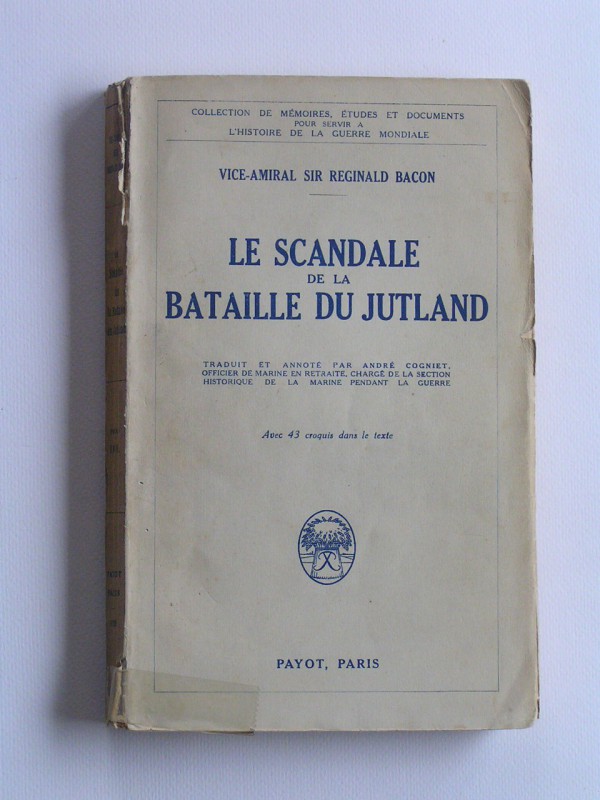 COLLECTION DE MÉMOIRES, ÉTUDES ET DOCUMENTS
POUR SERVIR A
L'HISTOIRE DE LA GUERRE MONDIALE
VICE-AMIRAL SIR REGINALD BACON
LE SCANDALE
DE LA
BATAILLE DU JUTLAND
TRADUIT ET ANNOTÉ PAR ANDRÉ COGNIET,
OFFICIER DE MARINE EN RETRAITE, CHARGÉ DE LA SECTION
HISTORIQUE DE LA MARINE PENDANT LA GUERRE
Avec 43 croquis dans le texte
PAYOT, PARIS